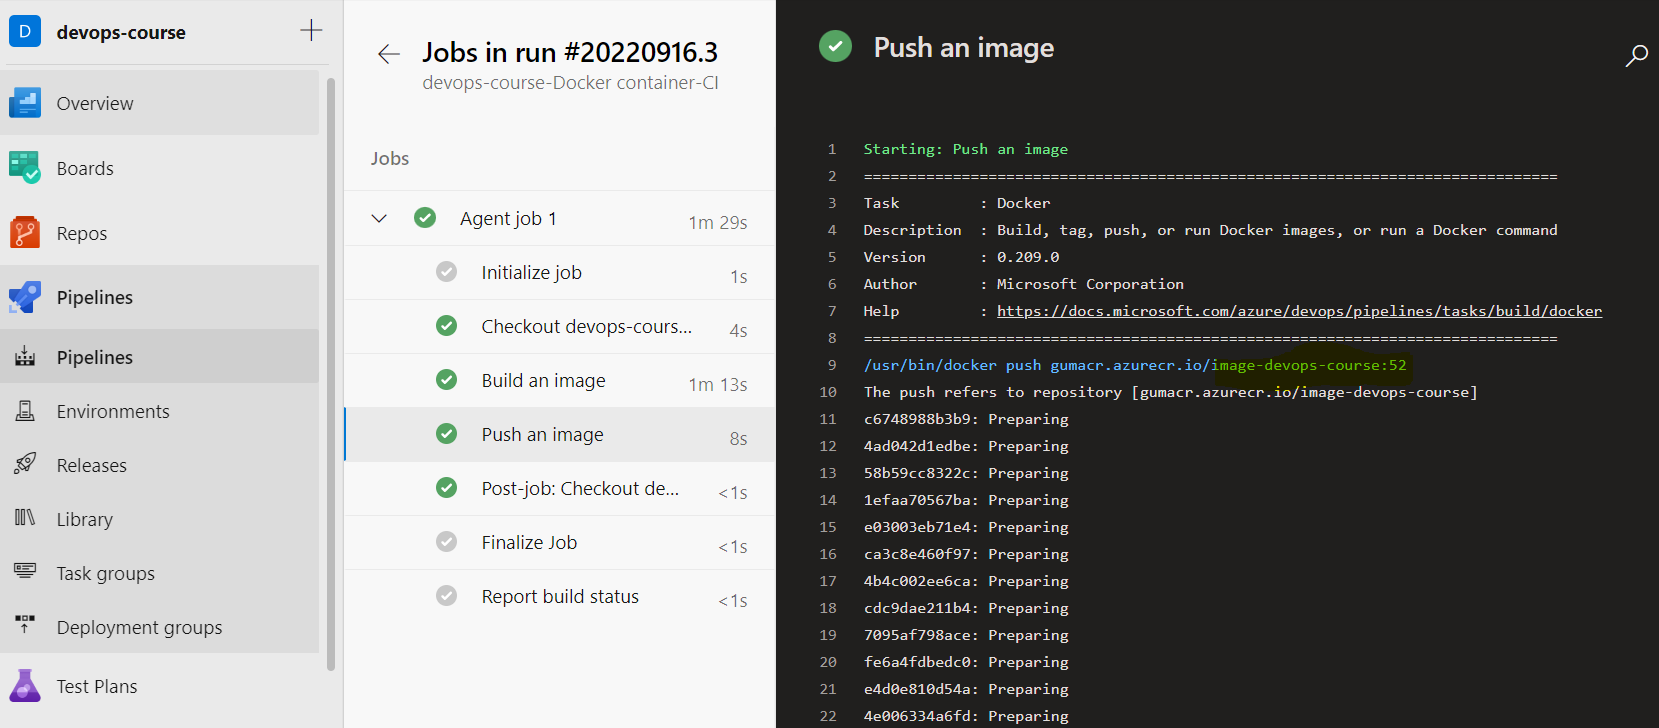 D devops-course
Overview
Boards
Repos
Pipelines
Pipelines
Environments
Releases
Library
Task groups
Deployment groups
Test Plans
Jobs in run #20220916.3
devops-course-Docker container-CI
Jobs
Agent job 1 1m 29s
Initialize job 1s
Checkout devops-cours... 4s
Build an image 1m 13s
Push an image 8s
Post-job: Checkout de... <1s
Finalize Job <1s
Report build status <1s
Push an image
1 Starting: Push an image
2 ==============================================================================
3 Task : Docker
4 Description : Build, tag, push, or run Docker images, or run a Docker command
5 Version : 0.209.0
6 Author : Microsoft Corporation
7 Help : https://docs.microsoft.com/azure/devops/pipelines/tasks/build/docker
8 ==============================================================================
9 /usr/bin/docker push gumacr.azurecr.io/image-devops-course:52
10 The push refers to repository [gumacr.azurecr.io/image-devops-course]
11 c6748988b3b9: Preparing
12 4ad042d1edbe: Preparing
13 58b59cc8322c: Preparing
14 1efaa70567ba: Preparing
15 e03003eb71e4: Preparing
16 ca3c8e460f97: Preparing
17 4b4c002ee6ca: Preparing
18 cdc9dae211b4: Preparing
19 7095af798ace: Preparing
20 fe6a4fdbedc0: Preparing
21 e4d0e810d54a: Preparing
22 4e006334a6fd: Preparing